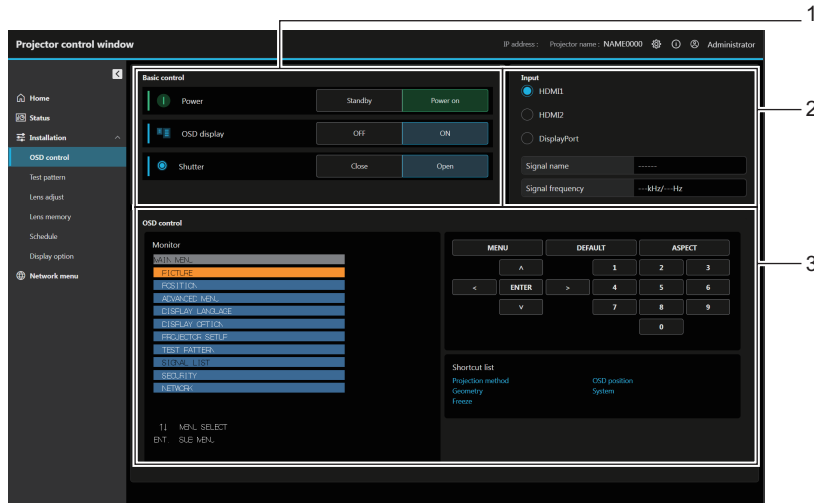 1
Projector control window
IP address : Projector name : NAME0000 Administrator
Basic control
Input
Home
Power Standby Power on
HDMI1
2
Status
HDMI2
Installation
OSD display OFF ON
DisplayPort
OSD control
Test pattern
Shutter Close Open
Signal name ------
Lens adjust
Signal frequency ---kHz/---Hz
Lens memory
Schedule
Display option
Network menu
OSD control
3
Monitor
MAIN MENU
PICTURE
POSITION
ADVANCED MENU
DISPLAY LANGUAGE
DISPLAY OPTION
PROJECTOR SETUP
TEST PATTERN
SIGNAL LIST
SECURITY
NETWORK
↑↓ MENU SELECT
ENT. SUB MENU
MENU DEFAULT ASPECT
˄ 1 2 3
< ENTER > 4 5 6
˅ 7 8 9
0
Shortcut list
Projection method OSD position
Geometry System
Freeze